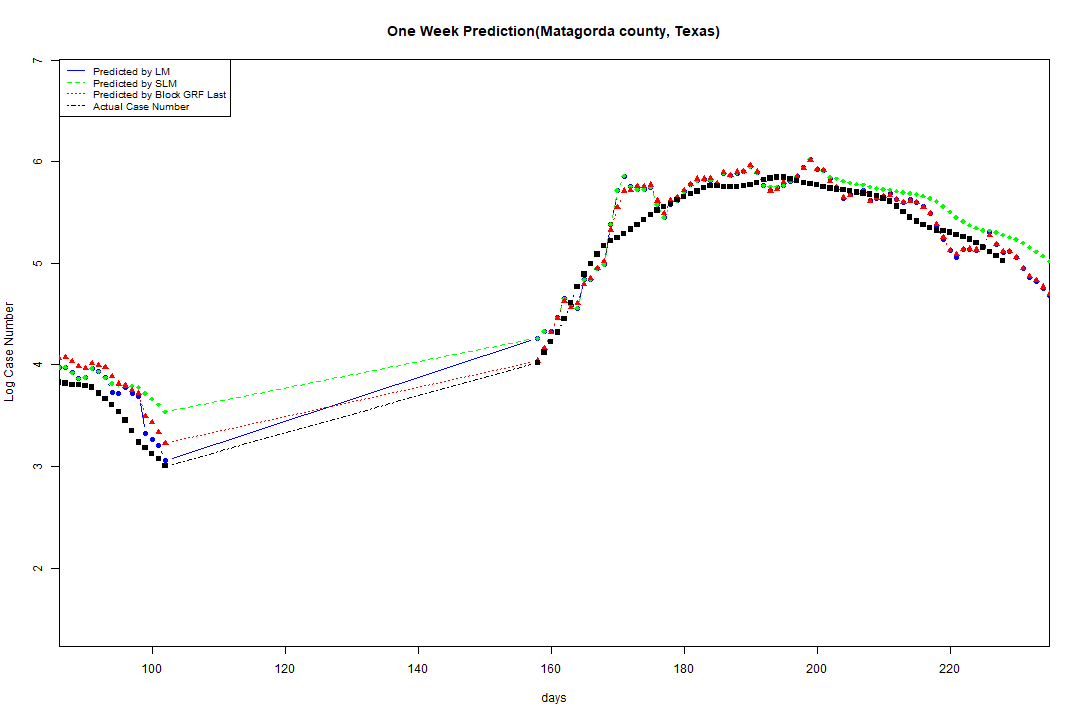 One Week Prediction(Matagorda county, Texas)
Predicted by LM
Predicted by SLM
Predicted by Block GRF Last
Actual Case Number
7
6
5
4
3
2
Log Case Number
100 120 140 160 180 200 220
days